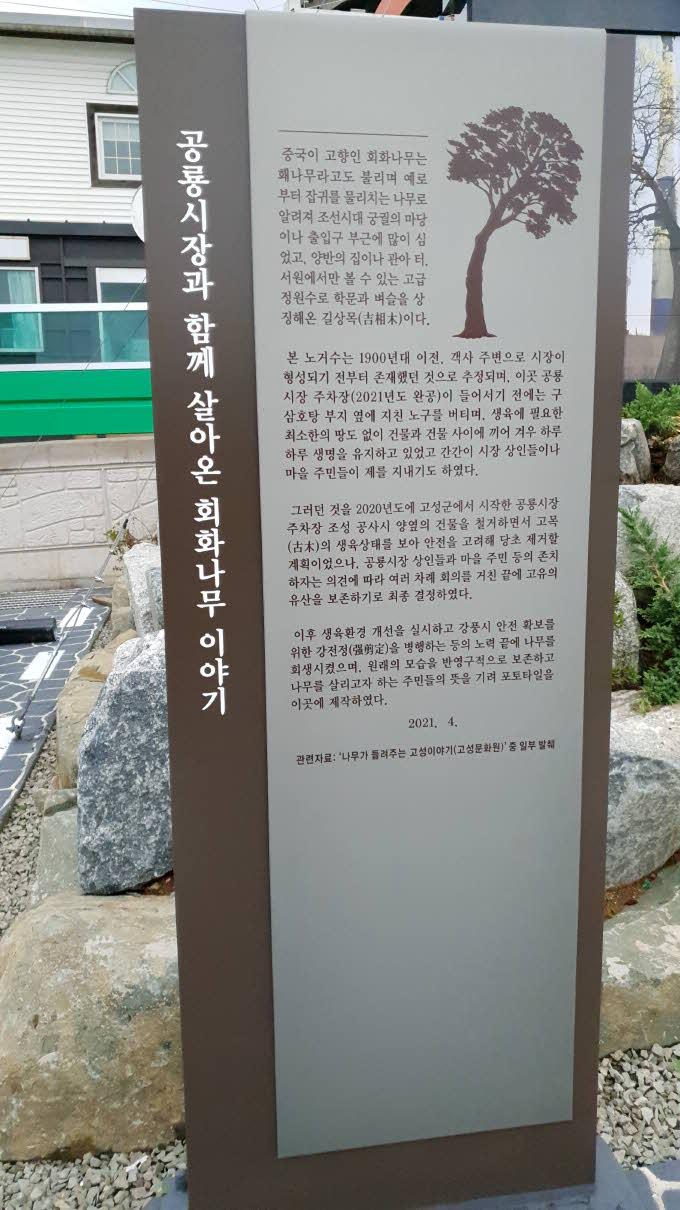 공룡시장과 함께 살아온 회화나무 이야기
중국이 고향인 회화나무는
홰나무라고도 불리며 예로
부터 잡귀를 물리치는 나무로
알려져 조선시대 궁궐의 마당
이나 출입구 부근에 많이 심
었고, 양반의 집이나 관아 터,
서원에서만 볼 수 있는 고급
정원수로 학문과 벼슬을 상
징해온 길상목(吉相木)이다.
본 노거수는 1900년대 이전, 객사 주변으로 시장이
형성되기 전부터 존재했던 것으로 추정되며, 이곳 공룡
시장 주차장(2021년도 완공)이 들어서기 전에는 구
삼호탕 부지 옆에 지친 노구를 버티며, 생육에 필요한
최소한의 땅도 없이 건물과 건물 사이에 끼어 겨우 하루
하루 생명을 유지하고 있었고 간간이 시장 상인들이나
마을 주민들이 제를 지내기도 하였다.
그러던 것을 2020년도에 고성군에서 시작한 공룡시장
주차장 조성 공사시 양옆의 건물을 철거하면서 고목
(古木)의 생육상태를 보아 안전을 고려해 당초 제거할
계획이었으나, 공룡시장 상인들과 마을 주민 등의 존치
하자는 의견에 따라 여러 차례 회의를 거친 끝에 고유의
유산을 보존하기로 최종 결정하였다.
이후 생육환경 개선을 실시하고 강풍시 안전 확보를
위한 강전정(强剪定)을 병행하는 등의 노력 끝에 나무를
회생시켰으며, 원래의 모습을 반영구적으로 보존하고
나무를 살리고자 하는 주민들의 뜻을 기려 포토타일을
이곳에 제작하였다.
2021. 4.
관련자료: '나무가 들려주는 고성이야기(고성문화원)' 중 일부 발췌